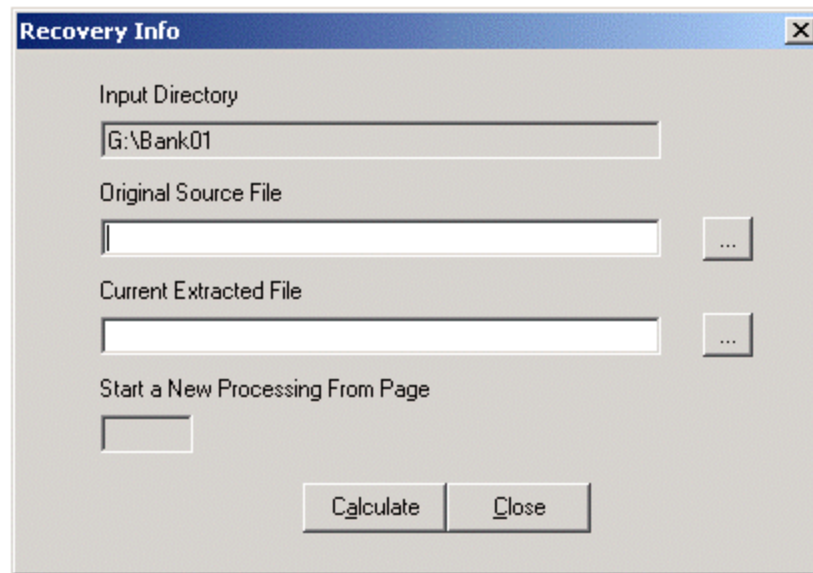 Recovery Info
Input Directory
G:\Bank01
Original Source File
...
Current Extracted File
...
Start a New Processing From Page
Calculate Close